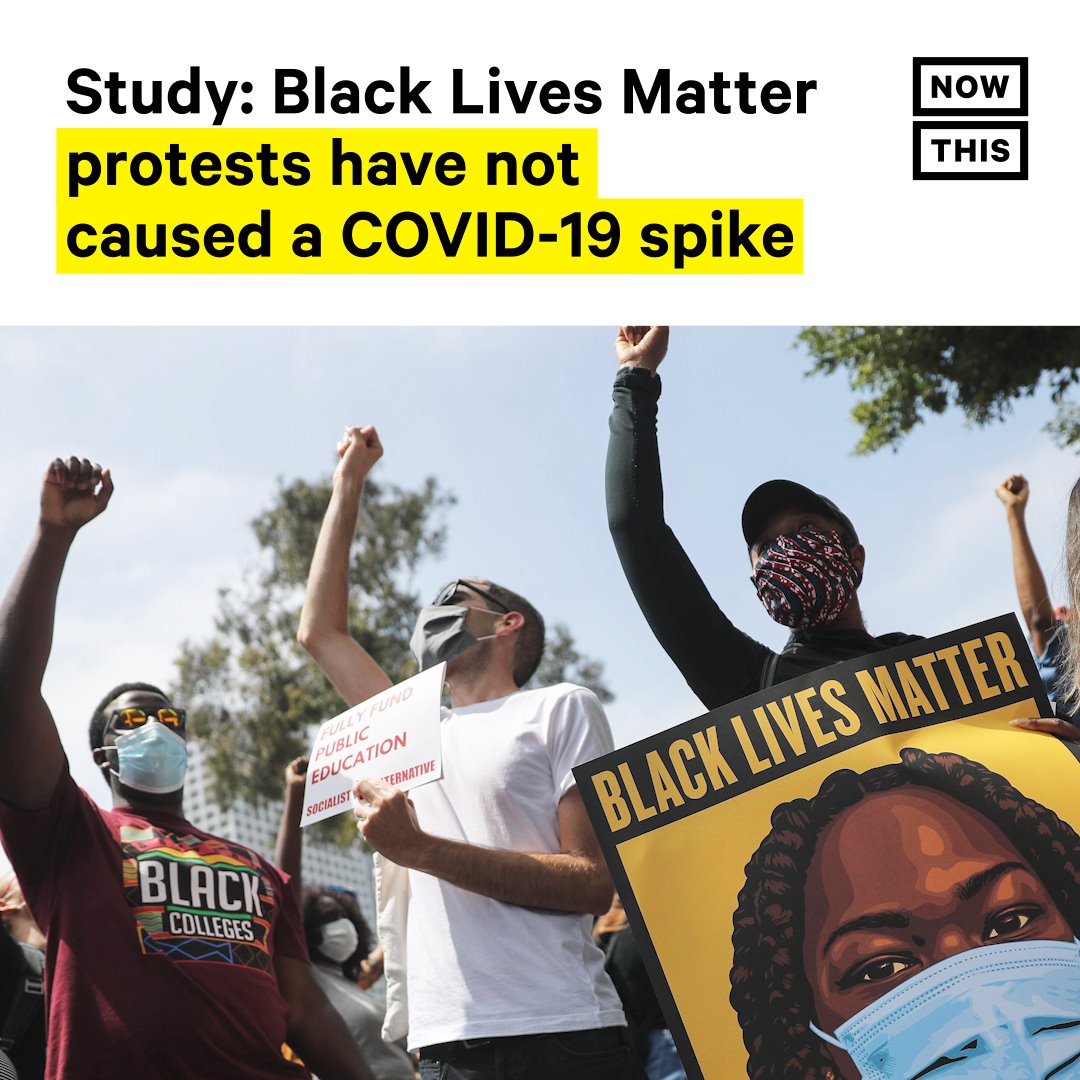 Study: Black Lives Matter
protests have not
caused a COVID-19 spike
NOW
THIS
FULLY FUND
PUBLIC
EDUCATION
SOCIALIST
BLACK
COLLEGES
BLACK LIVES MATTER